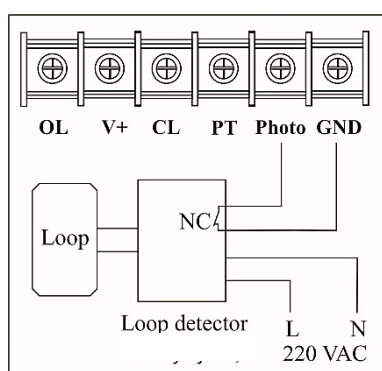 OL V+ CL PT Photo GND
NC
Loop
Loop detector
L N
220 VAC